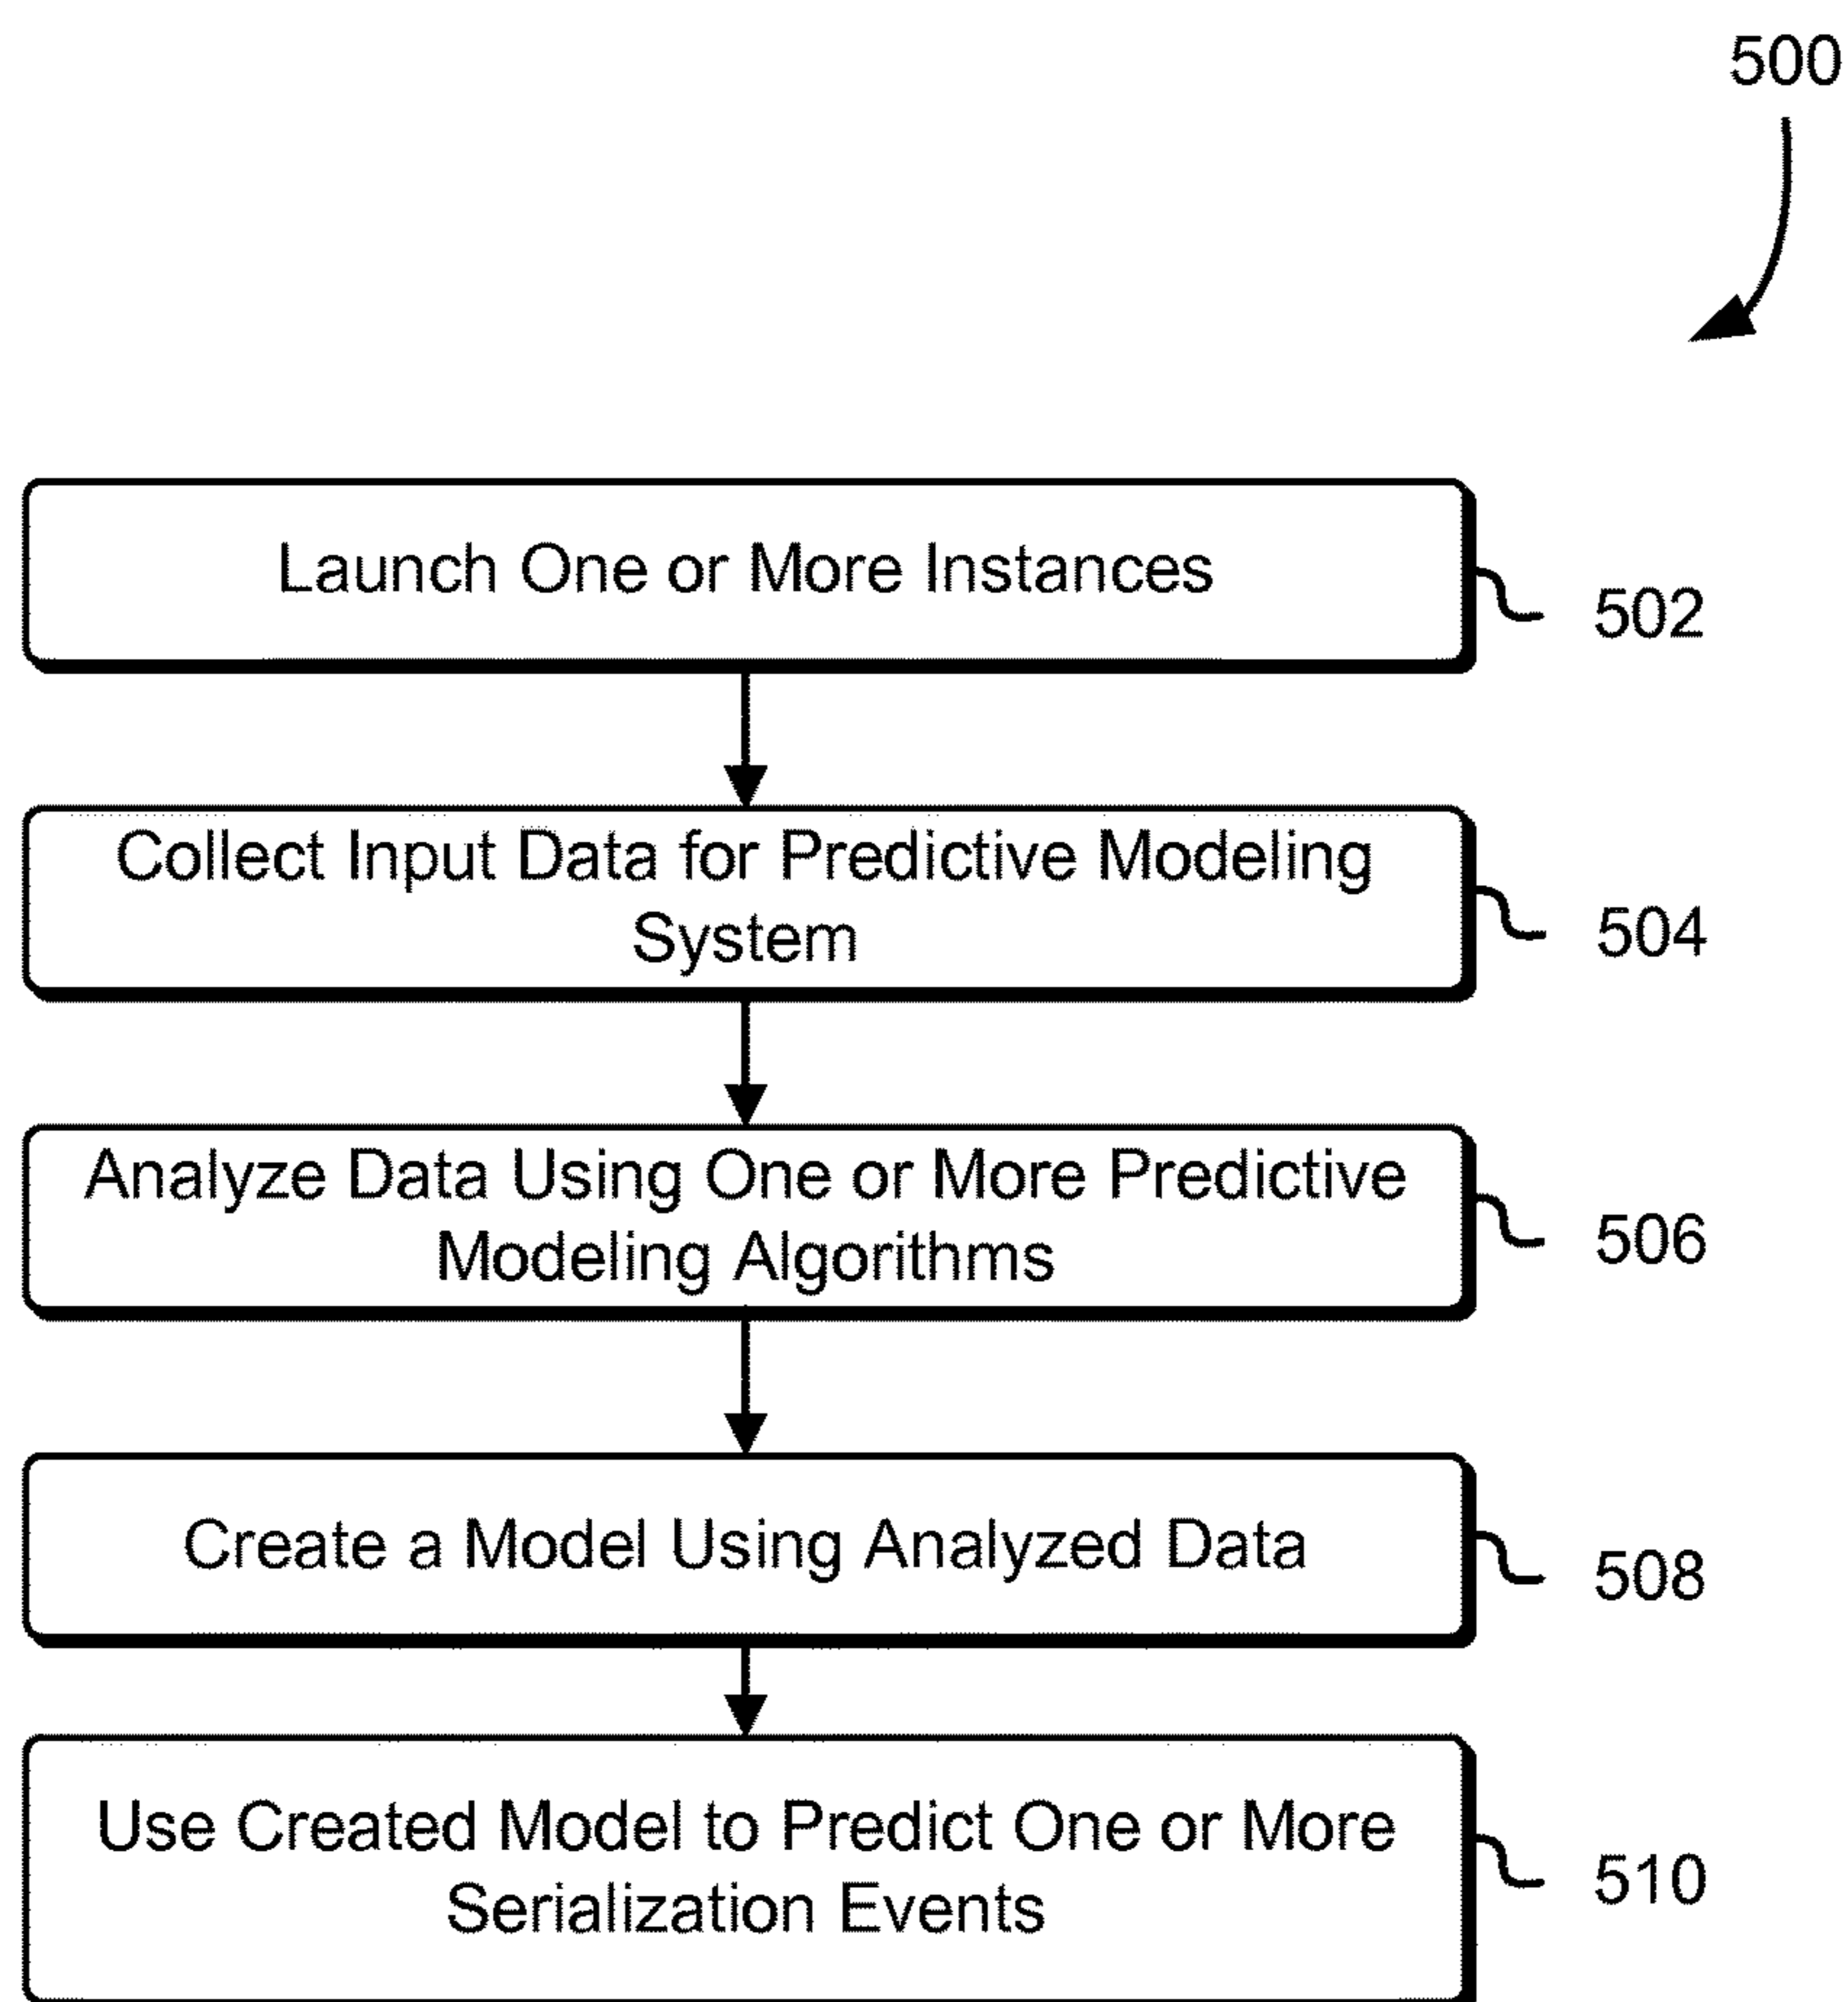 500
Launch One or More Instances
502
Collect Input Data for Predictive Modeling
System
504
Analyze Data Using One or More Predictive
Modeling Algorithms
506
Create a Model Using Analyzed Data
508
Use Created Model to Predict One or More
Serialization Events
510